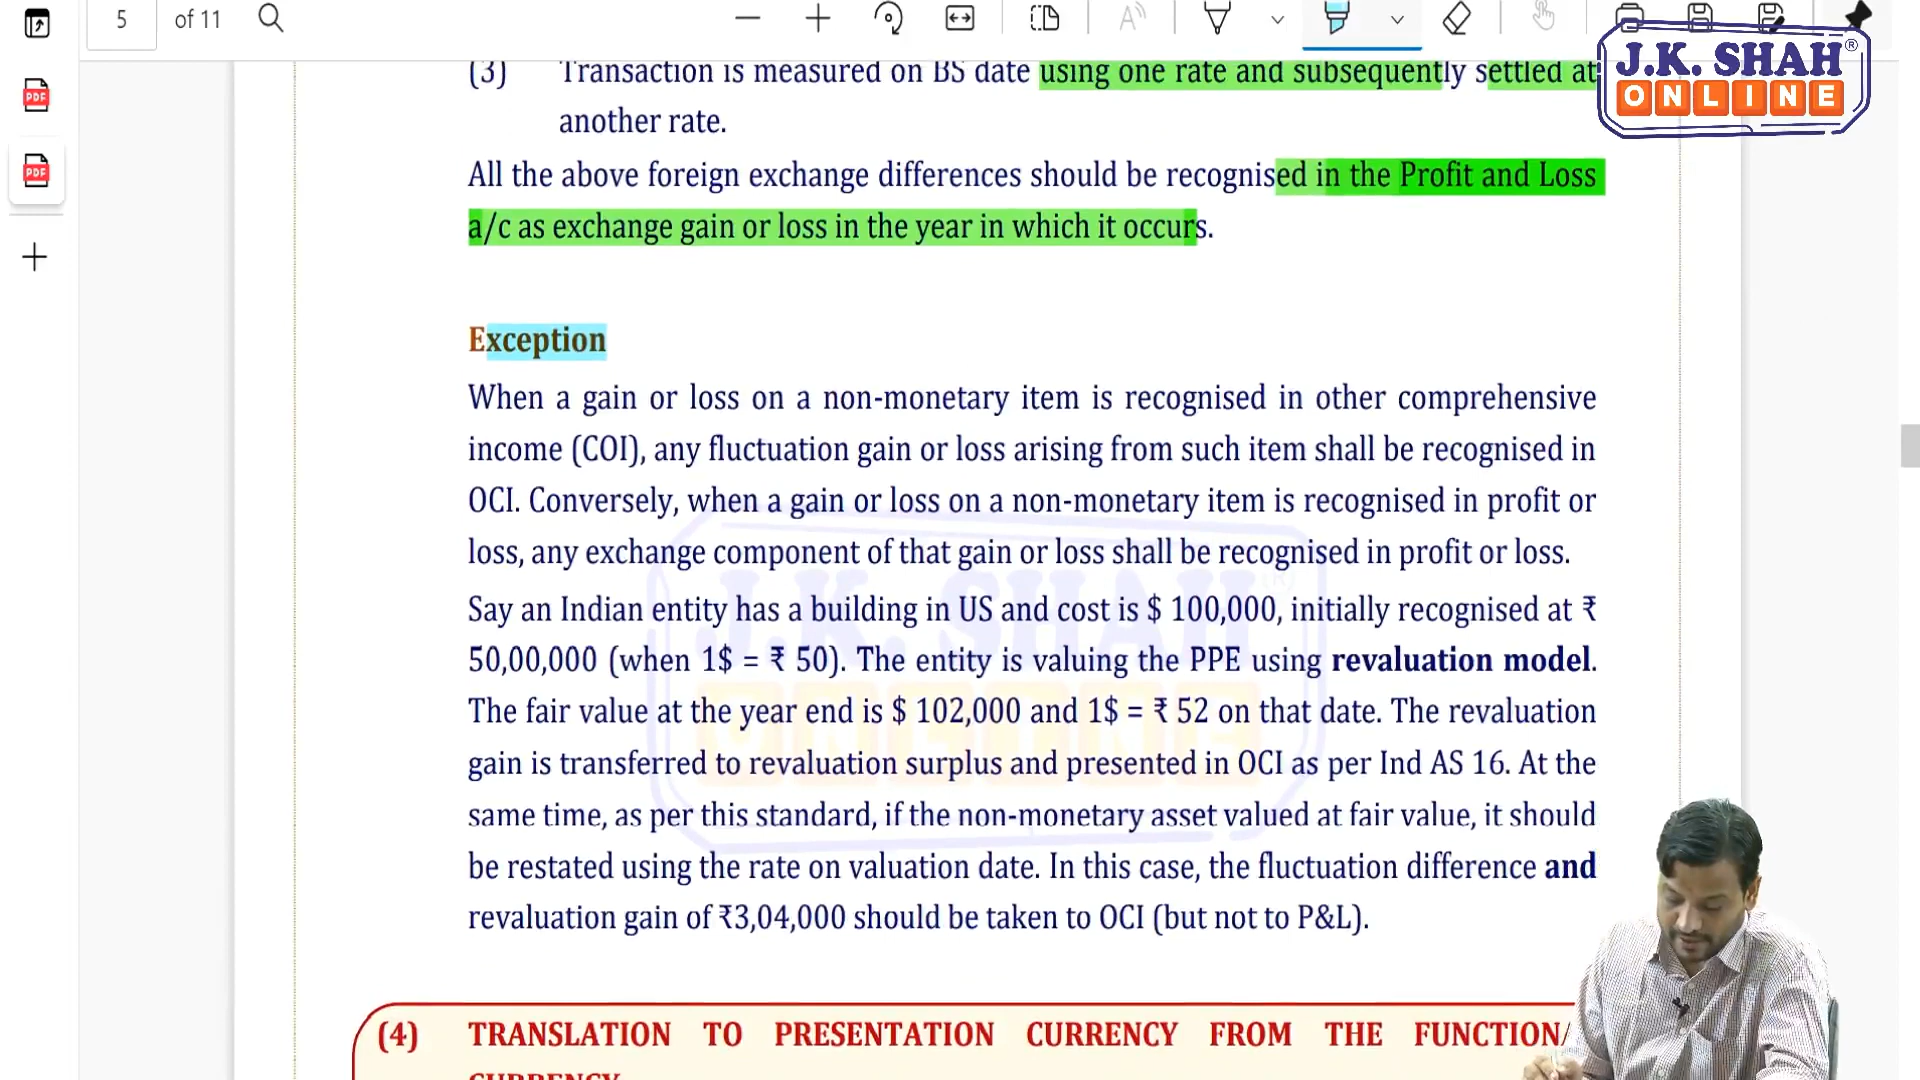 5 of 11
J.K. SHAH®
ONLINE
(3) Transaction is measured on BS date using one rate and subsequently settled at
another rate.
All the above foreign exchange differences should be recognised in the Profit and Loss
a/c as exchange gain or loss in the year in which it occurs.
Exception
When a gain or loss on a non-monetary item is recognised in other comprehensive
income (COI), any fluctuation gain or loss arising from such item shall be recognised in
OCI. Conversely, when a gain or loss on a non-monetary item is recognised in profit or
loss, any exchange component of that gain or loss shall be recognised in profit or loss.
Say an Indian entity has a building in US and cost is $ 100,000, initially recognised at ₹
50,00,000 (when 1$ = ₹ 50). The entity is valuing the PPE using revaluation model.
The fair value at the year end is $ 102,000 and 1$ = ₹ 52 on that date. The revaluation
gain is transferred to revaluation surplus and presented in OCI as per Ind AS 16. At the
same time, as per this standard, if the non-monetary asset valued at fair value, it should
be restated using the rate on valuation date. In this case, the fluctuation difference and
revaluation gain of ₹3,04,000 should be taken to OCI (but not to P&L).
(4) TRANSLATION TO PRESENTATION CURRENCY FROM THE FUNCTION
CURRENCY